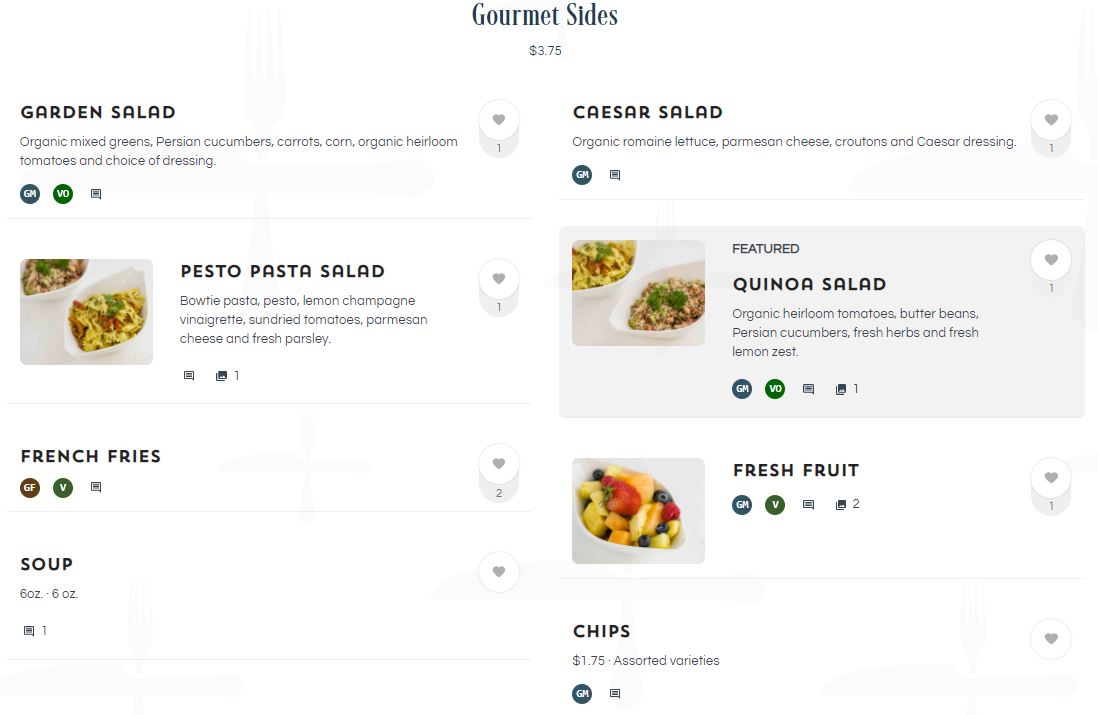 Gourmet Sides
$3.75
GARDEN SALAD
1
Organic mixed greens, Persian cucumbers, carrots, corn, organic heirloom
tomatoes and choice of dressing.
GM VO
PESTO PASTA SALAD
1
Bowtie pasta, pesto, lemon champagne
vinaigrette, sundried tomatoes, parmesan
cheese and fresh parsley.
1
FRENCH FRIES
2
GF V
SOUP
6oz. · 6 oz.
1
CAESAR SALAD
1
Organic romaine lettuce, parmesan cheese, croutons and Caesar dressing.
GM
FEATURED
1
QUINOA SALAD
Organic heirloom tomatoes, butter beans,
Persian cucumbers, fresh herbs and fresh
lemon zest.
GM VO 1
FRESH FRUIT
1
GM V 2
CHIPS
$1.75 · Assorted varieties
GM